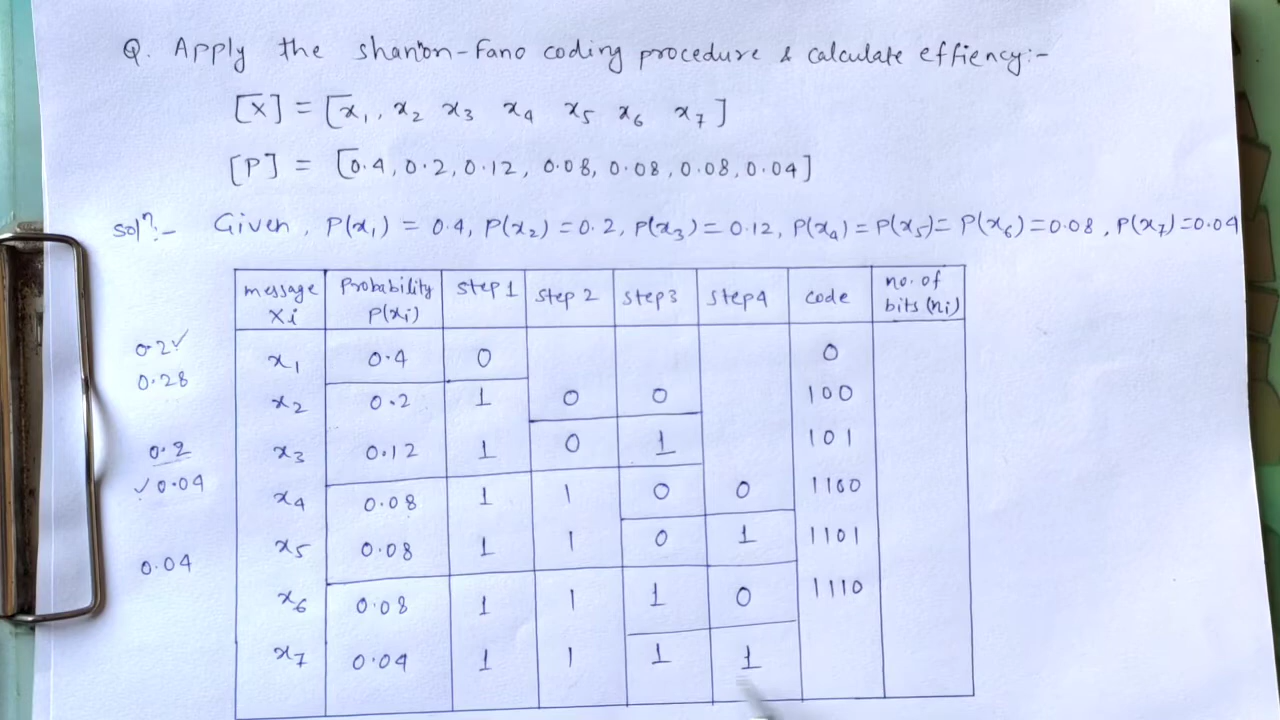 Q. Apply the shanon-Fano coding procedure & calculate effiency:-
[X] = [x₁, x₂ x₃ x₄ x₅ x₆ x₇]
[P] = [0.4, 0.2, 0.12, 0.08, 0.08, 0.08, 0.04]
solⁿ:- Given, P(x₁) = 0.4, P(x₂) = 0.2, P(x₃) = 0.12, P(x₄) = P(x₅) = P(x₆) = 0.08, P(x₇) = 0.04
message Xi Probability P(xi) step 1 step 2 step3 step4 code no. of bits (ni)
0.2✓
x₁ 0.4 0 0
0.28
x₂ 0.2 1 0 0 100
0.2
x₃ 0.12 1 0 1 101
✓0.04
x₄ 0.08 1 1 0 0 1100
x₅ 0.08 1 1 0 1 1101
0.04
x₆ 0.08 1 1 1 0 1110
x₇ 0.04 1 1 1 1